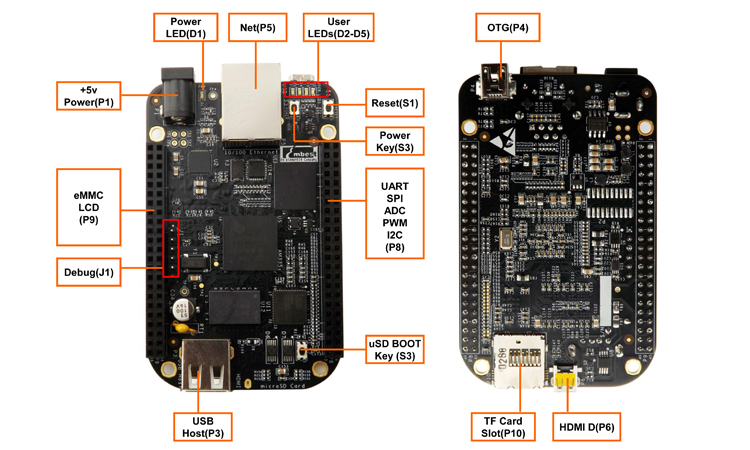 Power
LED(D1)
Net(P5)
User
LEDs(D2-D5)
OTG(P4)
+5v
Power(P1)
Reset(S1)
Power
Key(S3)
10/100 Ethernet
mbest
eMMC
LCD
(P9)
UART
SPI
ADC
PWM
I2C
(P8)
Debug(J1)
uSD BOOT
Key (S3)
microSD Card
USB
Host(P3)
TF Card
Slot(P10)
HDMI D(P6)